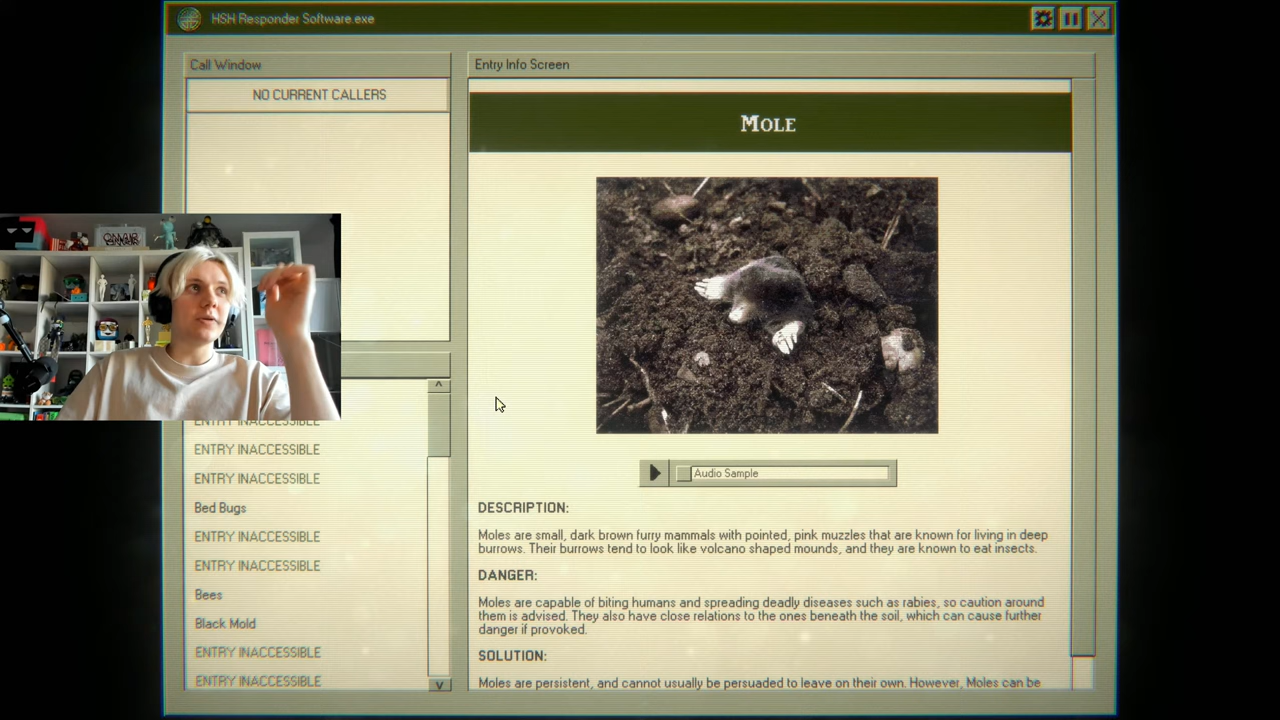 HSH Responder Software.exe
Call Window
NO CURRENT CALLERS
ENTRY INACCESSIBLE
ENTRY INACCESSIBLE
ENTRY INACCESSIBLE
Bed Bugs
ENTRY INACCESSIBLE
ENTRY INACCESSIBLE
Bees
Black Mold
ENTRY INACCESSIBLE
ENTRY INACCESSIBLE
Entry Info Screen
MOLE
Audio Sample
DESCRIPTION:
Moles are small, dark brown furry mammals with pointed, pink muzzles that are known for living in deep
burrows. Their burrows tend to look like volcano shaped mounds, and they are known to eat insects.
DANGER:
Moles are capable of biting humans and spreading deadly diseases such as rabies, so caution around
them is advised. They also have close relations to the ones beneath the soil, which can cause further
danger if provoked.
SOLUTION:
Moles are persistent, and cannot usually be persuaded to leave on their own. However, Moles can be